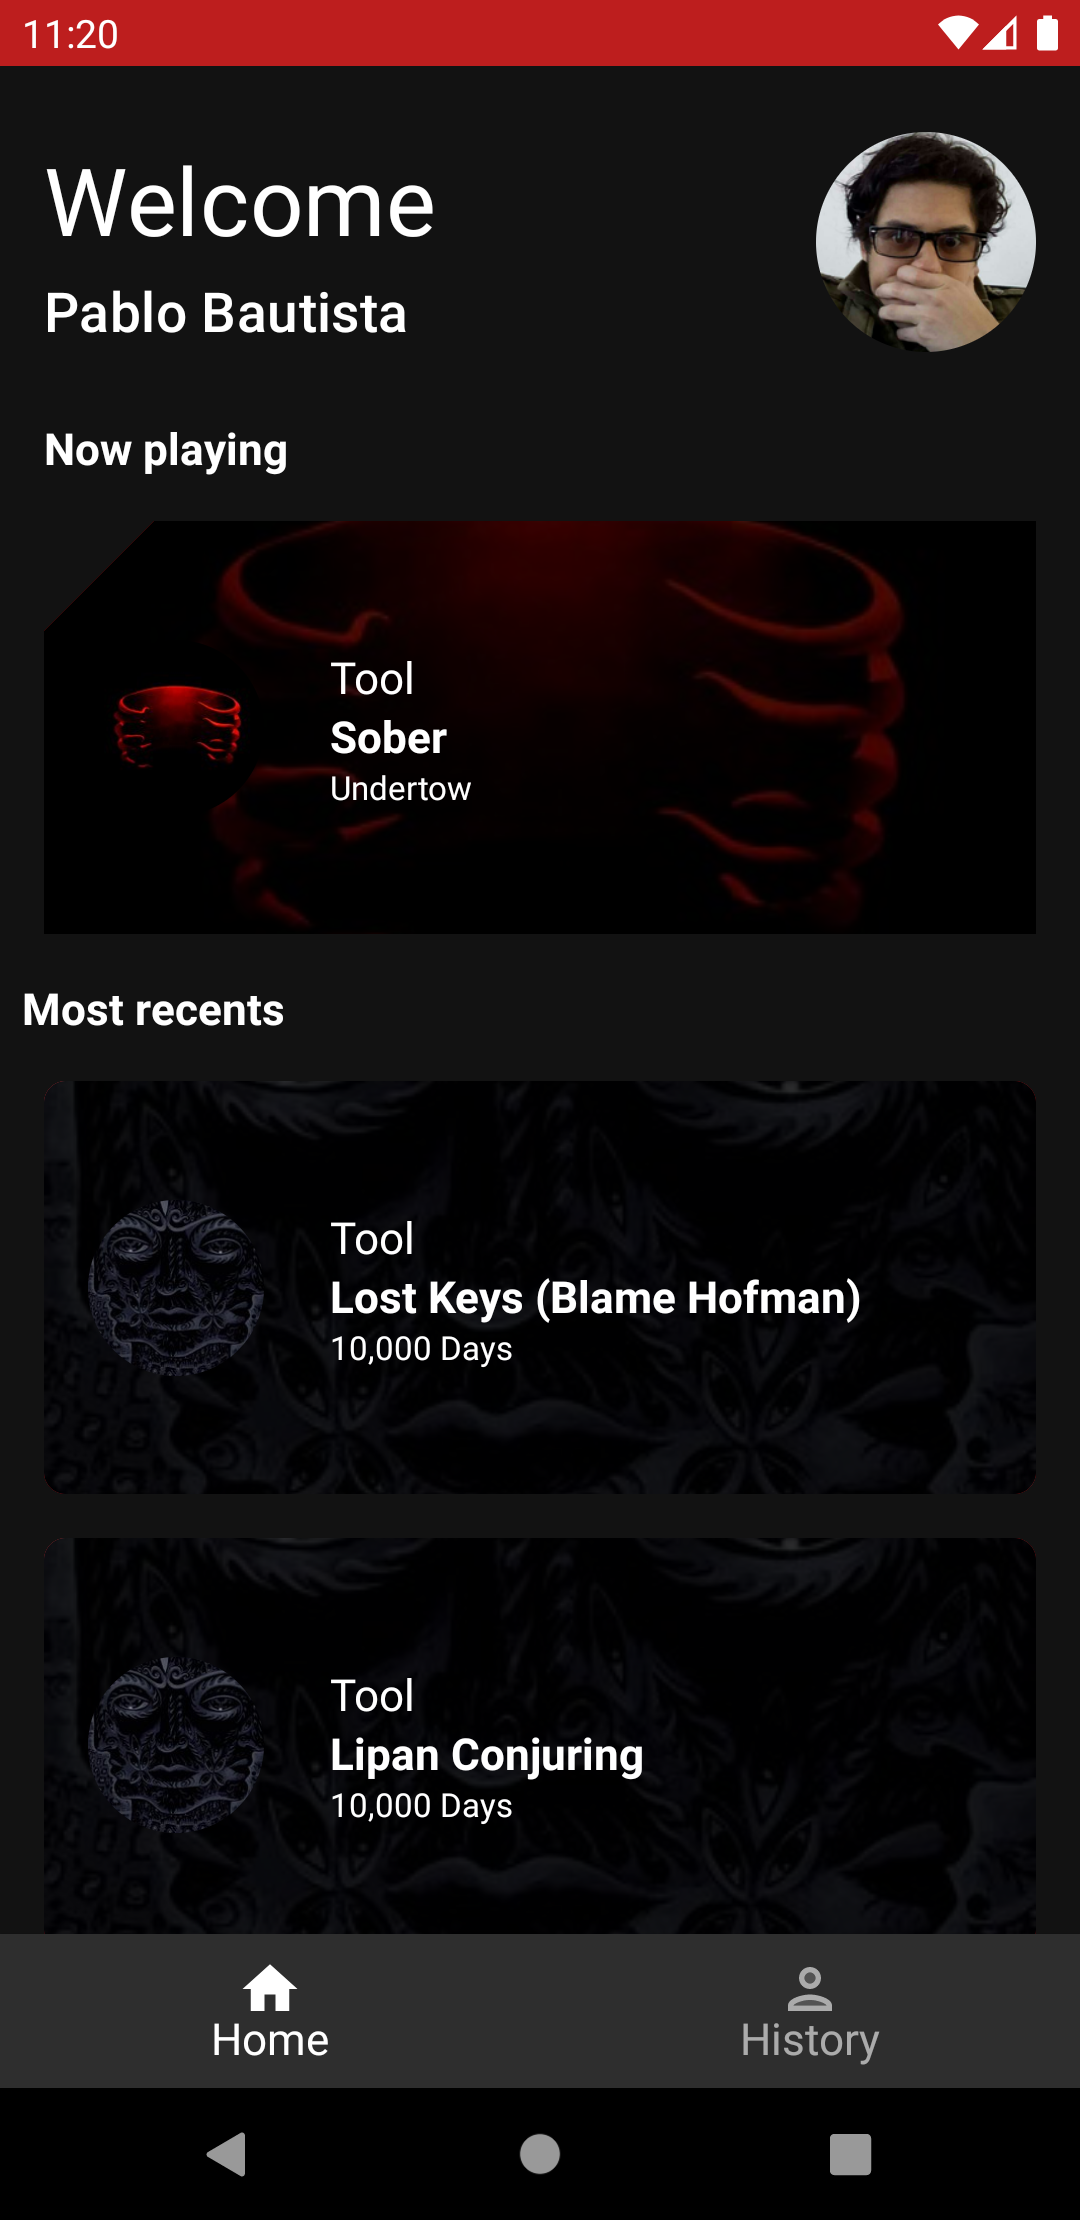 11:20
Welcome
Pablo Bautista
Now playing
Tool
Sober
Undertow
Most recents
Tool
Lost Keys (Blame Hofman)
10,000 Days
Tool
Lipan Conjuring
10,000 Days
Home
History